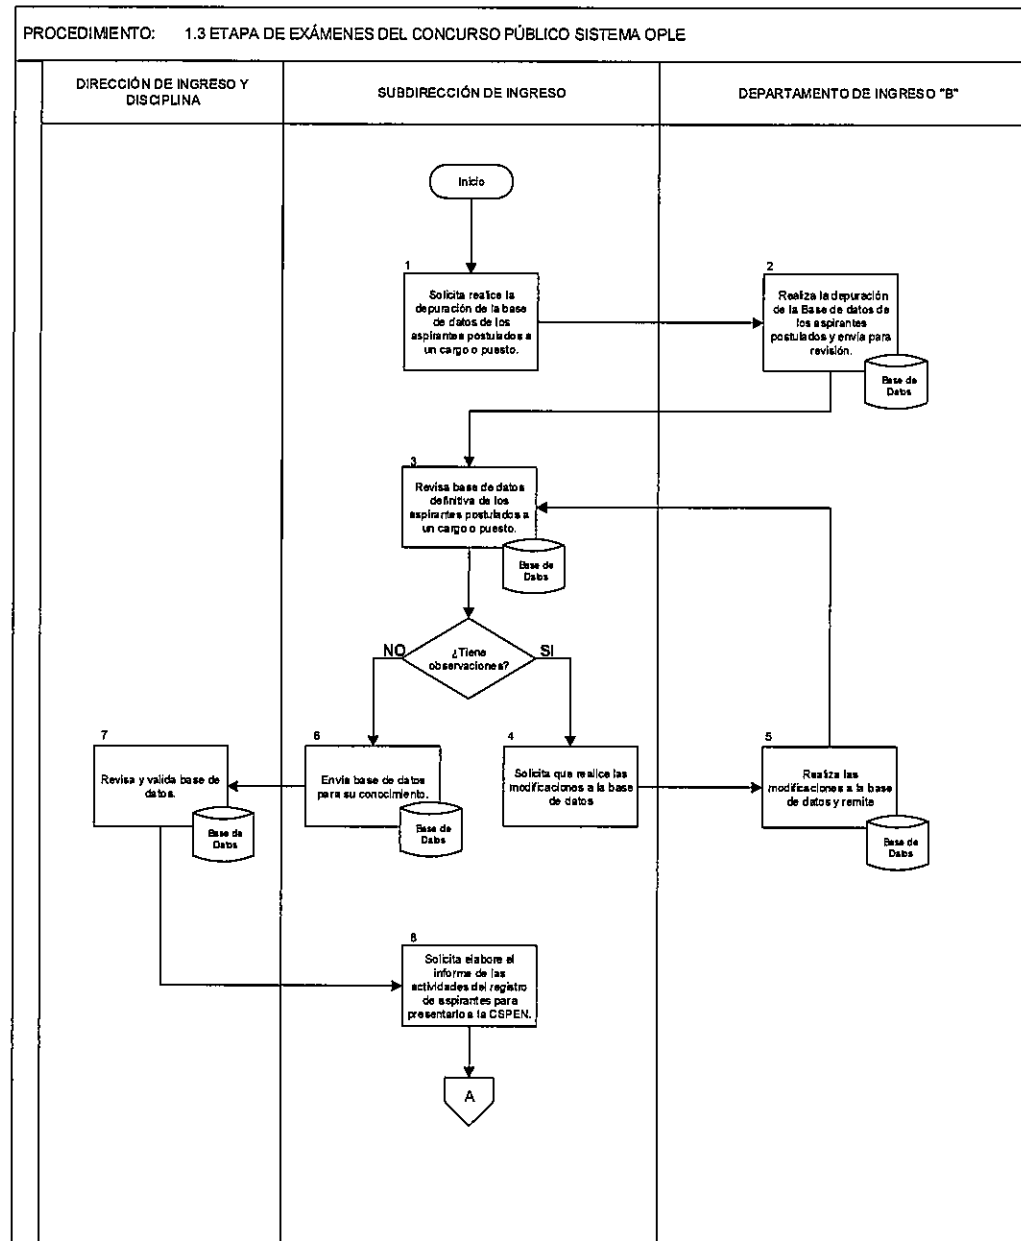 PROCEDIMIENTO: 1.3 ETAPA DE EXÁMENES DEL CONCURSO PÚBLICO SISTEMA OPLE
DIRECCIÓN DE INGRESO Y
DISCIPLINA
SUBDIRECCIÓN DE INGRESO
DEPARTAMENTO DE INGRESO "B"
Inicio
1
Solicita realice la
depuración de la base
de datos de los
aspirantes postulados a
un cargo o puesto.
2
Realiza la depuración
de la Base de datos de
los aspirantes
postulados y envía para
revisión.
Base de
Datos
3
Revisa base de datos
definitiva de los
aspirantes postulados a
un cargo o puesto.
Base de
Datos
¿Tiene
observaciones?
NO
SI
7
Revisa y valida base de
datos.
Base de
Datos
6
Envía base de datos
para su conocimiento.
Base de
Datos
4
Solicita que realice las
modificaciones a la base
de datos
5
Realiza las
modificaciones a la base
de datos y remite
Base de
Datos
8
Solicita elabore el
informe de las
actividades del registro
de aspirantes para
presentarlo a la CSPEN.
A